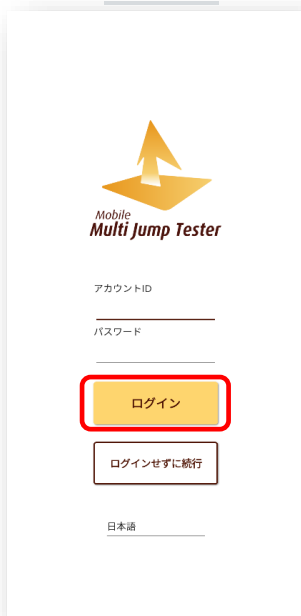 Mobile
Multi Jump Tester
アカウントID
パスワード
ログイン
ログインせずに続行
日本語